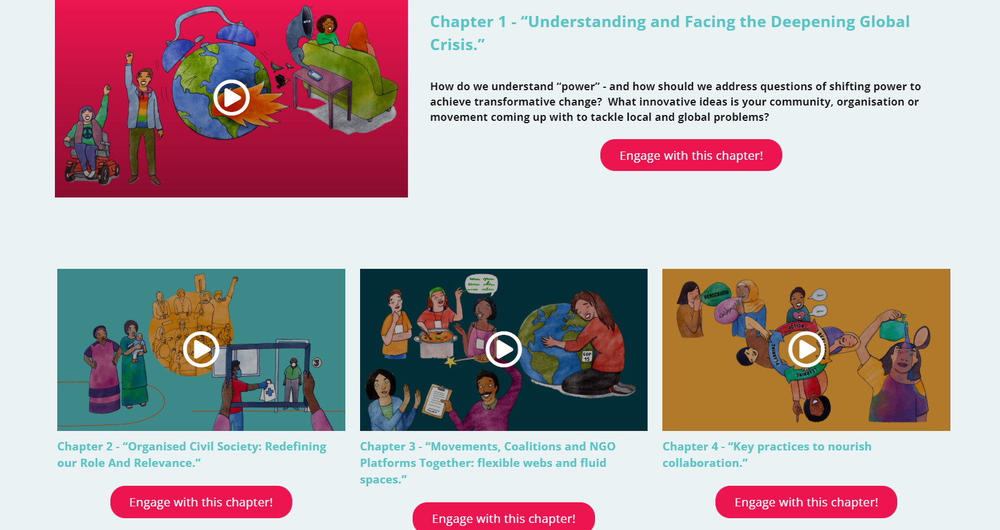 Chapter 1 - “Understanding and Facing the Deepening Global
Crisis.”
How do we understand “power” - and how should we address questions of shifting power to
achieve transformative change?  What innovative ideas is your community, organisation or
movement coming up with to tackle local and global problems?
Engage with this chapter!
3
COP
15
DEMOCRACIA
ACTION
REFLECTION
LEARNING
PLANNING
Chapter 2 - “Organised Civil Society: Redefining
our Role And Relevance.”
Engage with this chapter!
Chapter 3 - “Movements, Coalitions and NGO
Platforms Together: flexible webs and fluid
spaces.”
Engage with this chapter!
Chapter 4 - “Key practices to nourish
collaboration.”
Engage with this chapter!